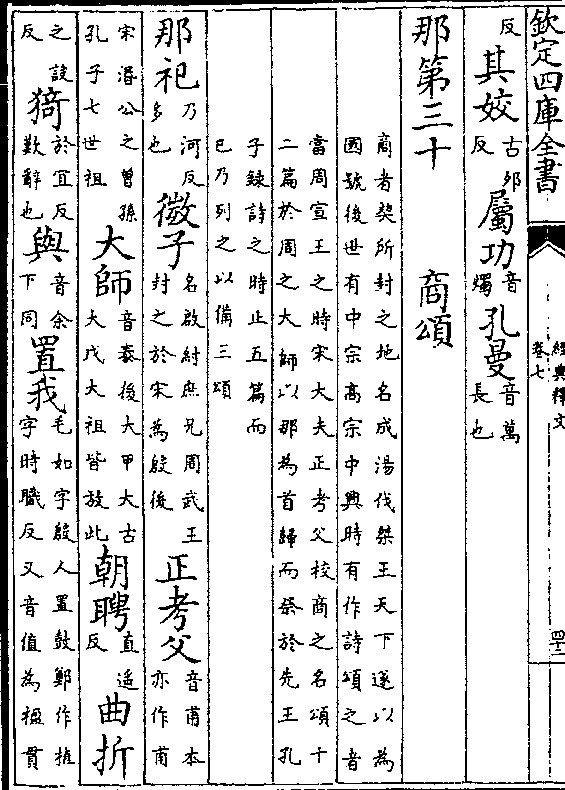 欽定四庫全書
經典釋文
卷七
反其姣古卯反屬功音燭孔曼音萬長也
那第三十 商頌
商者契所封之地名成湯伐桀王天下遂以為
國號後世有中宗高宗中興時有作詩頌之音
當周宣王之時宋大夫正考父校商之名頌十
二篇於周之大師以那為首歸而祭於先王孔
子錄詩之時止五篇而
已乃列之以備三頌
那祀乃河反多也微子名啟紂庶兄周武王封之於宋為殷後正考父音甫本亦作甫
宋湣公之曾孫孔子七世祖大師音泰後大甲大古大戊大祖皆放此朝聘直遥反曲折
之設反猗於宜反歎辭也與音余下同置我毛如字殷人置鼓鄭作植字時職反又音值為楹貫